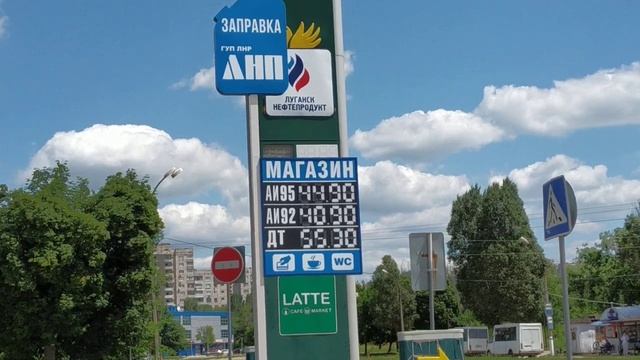 ЗАПРАВКА
ГУП ЛНР
ЛНП
ЛУГАНСК
НЕФТЕПРОДУКТ
МАГАЗИН
АИ95 44.90
АИ92 40.90
ДТ 55.90
WC
LATTE
CAFE MARKET